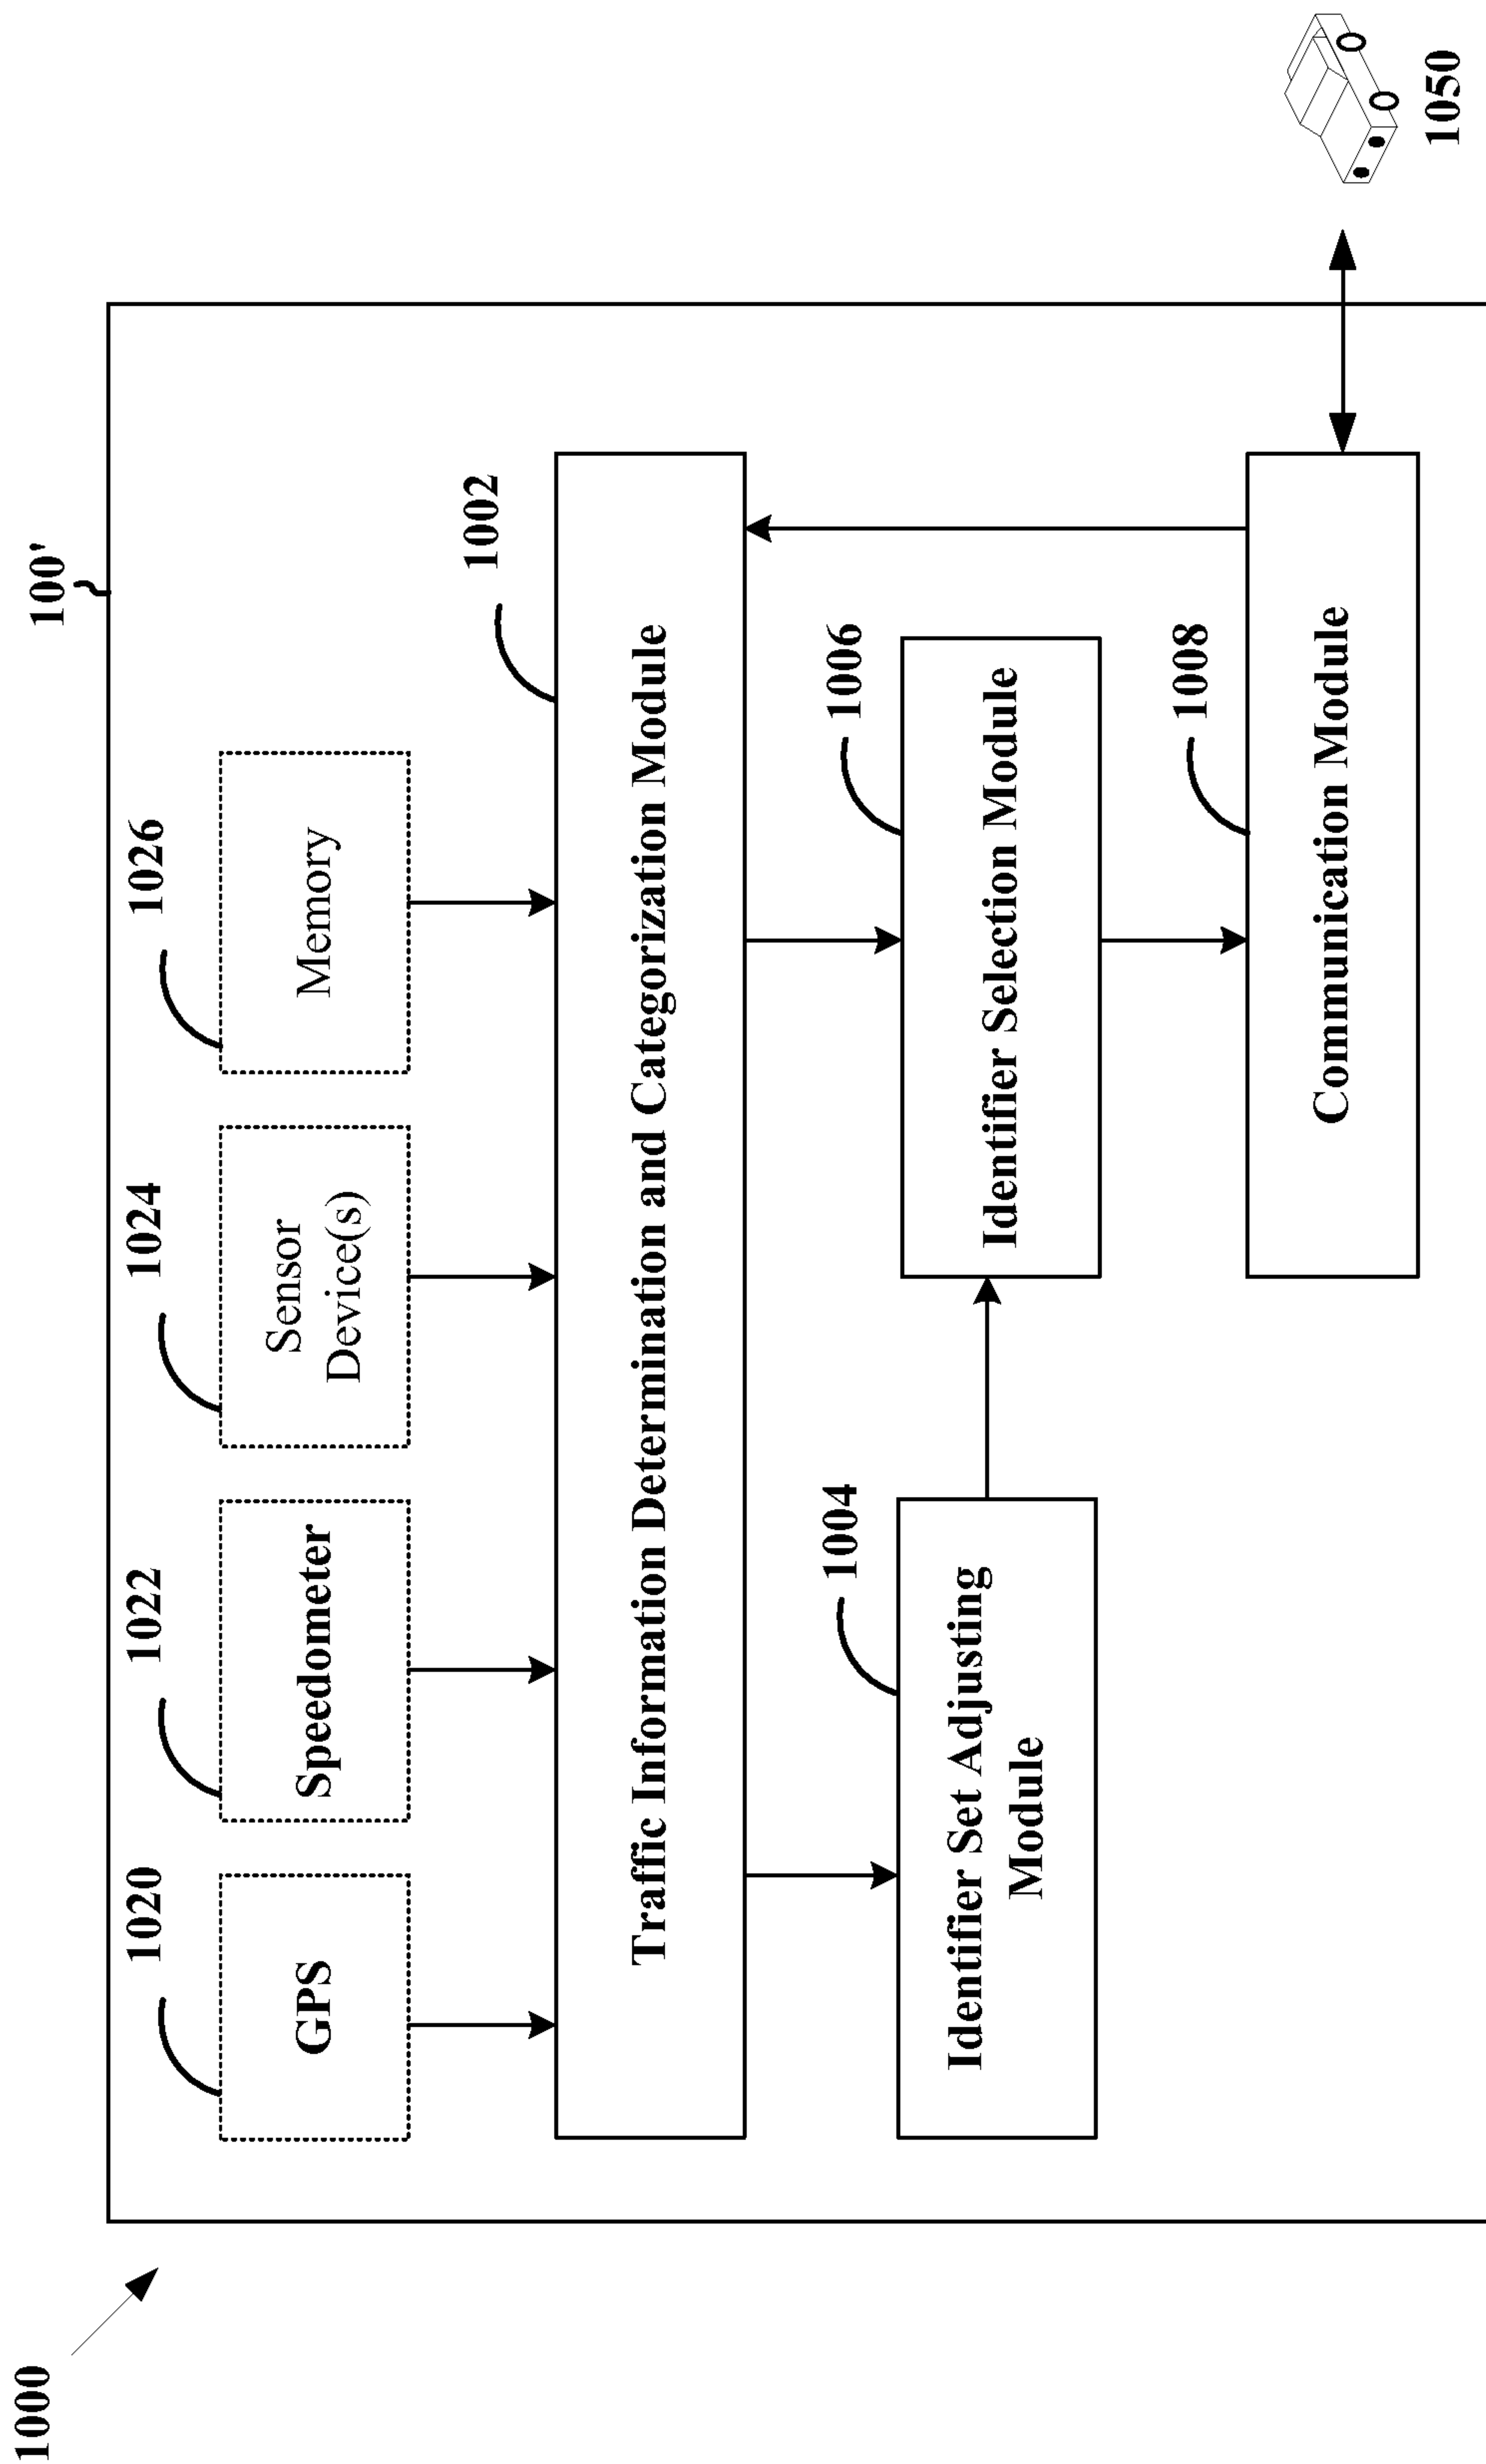 1000
100'
1020
1022
1024
1026
GPS
Speedometer
Sensor
Device(s)
Memory
1002
Traffic Information Determination and Categorization Module
1004
1006
Identifier Set Adjusting
Module
Identifier Selection Module
1008
Communication Module
1050